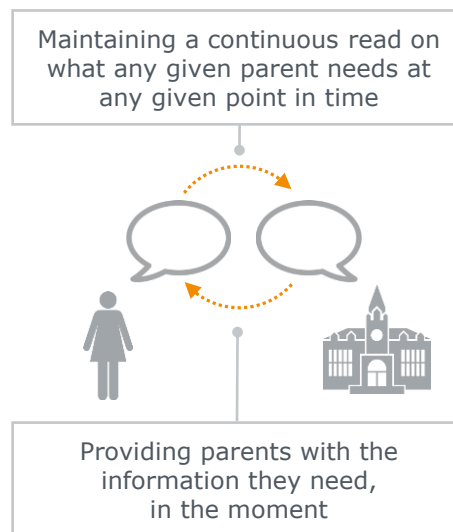 Maintaining a continuous read on
what any given parent needs at
any given point in time
Providing parents with the
information they need,
in the moment